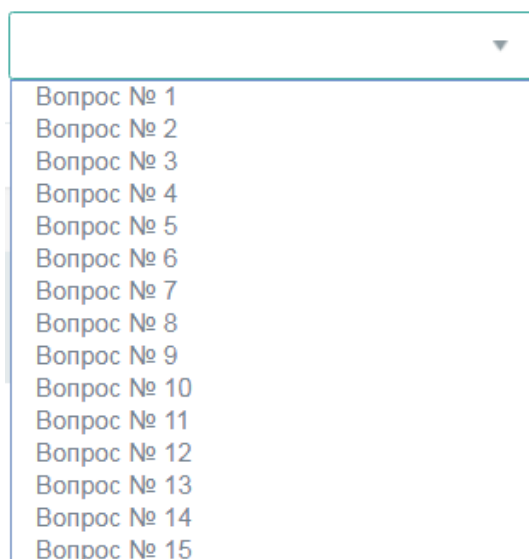 Вопрос № 1
Вопрос № 2
Вопрос № 3
Вопрос № 4
Вопрос № 5
Вопрос № 6
Вопрос № 7
Вопрос № 8
Вопрос № 9
Вопрос № 10
Вопрос № 11
Вопрос № 12
Вопрос № 13
Вопрос № 14
Вопрос № 15